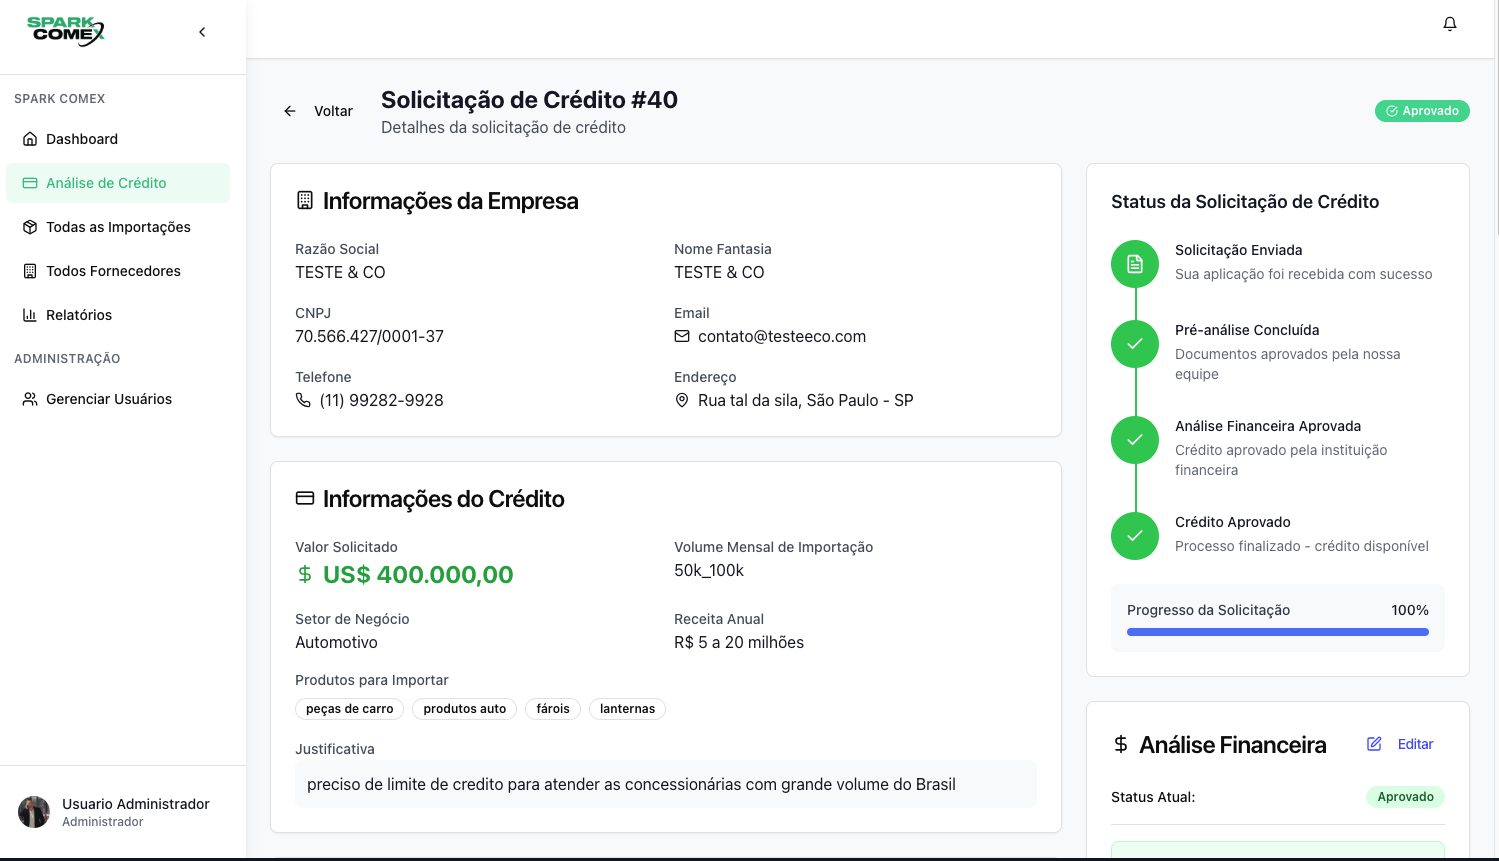 SPARK
COMEX
SPARK COMEX
Dashboard
Análise de Crédito
Todas as Importações
Todos Fornecedores
Relatórios
ADMINISTRAÇÃO
Gerenciar Usuários
Usuario Administrador
Administrador
Voltar
Solicitação de Crédito #40
Detalhes da solicitação de crédito
Aprovado
Informações da Empresa
Razão Social
TESTE & CO
Nome Fantasia
TESTE & CO
CNPJ
70.566.427/0001-37
Email
contato@testeeco.com
Telefone
(11) 99282-9928
Endereço
Rua tal da sila, São Paulo - SP
Informações do Crédito
Valor Solicitado
US$ 400.000,00
Volume Mensal de Importação
50k_100k
Setor de Negócio
Automotivo
Receita Anual
R$ 5 a 20 milhões
Produtos para Importar
peças de carro produtos auto fárois lanternas
Justificativa
preciso de limite de credito para atender as concessionárias com grande volume do Brasil
Status da Solicitação de Crédito
Solicitação Enviada
Sua aplicação foi recebida com sucesso
Pré-análise Concluída
Documentos aprovados pela nossa
equipe
Análise Financeira Aprovada
Crédito aprovado pela instituição
financeira
Crédito Aprovado
Processo finalizado - crédito disponível
Progresso da Solicitação 100%
Análise Financeira Editar
Status Atual: Aprovado